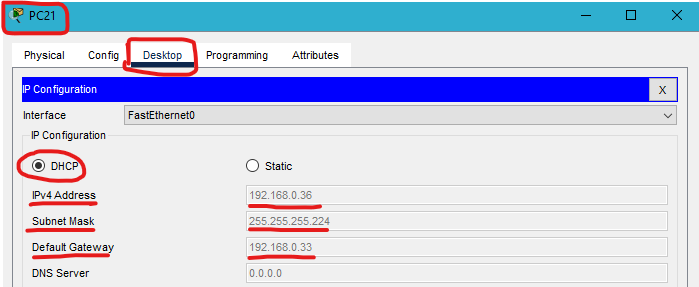 PC21
Physical Config Desktop Programming Attributes
IP Configuration X
Interface FastEthernet0
IP Configuration
DHCP Static
IPv4 Address 192.168.0.36
Subnet Mask 255.255.255.224
Default Gateway 192.168.0.33
DNS Server 0.0.0.0